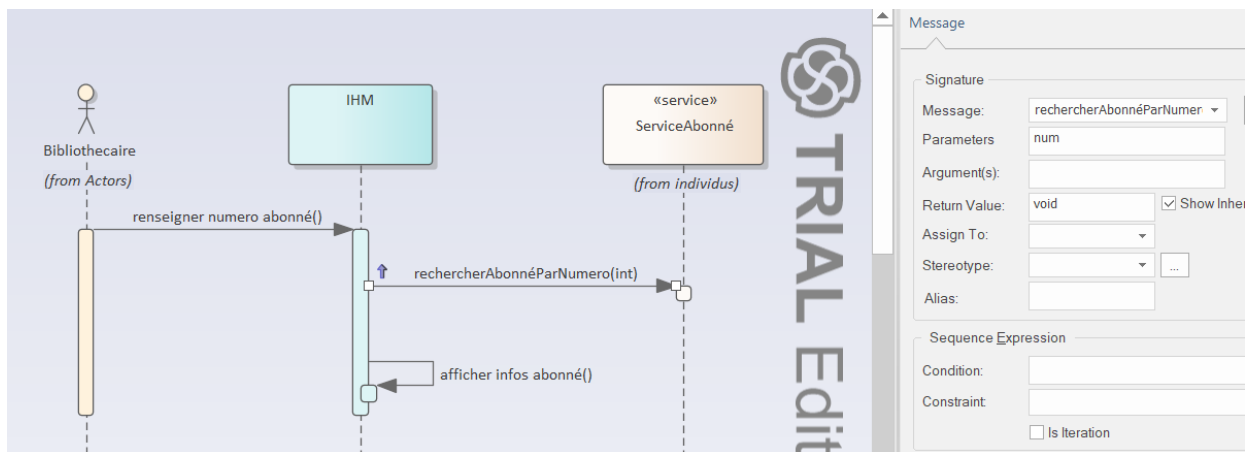 Bibliothecaire
(from Actors)
IHM
«service»
ServiceAbonné
(from individus)
renseigner numero abonné()
rechercherAbonnéParNumero(int)
afficher infos abonné()
TRIAL Edit
Message
Signature
Message:
rechercherAbonnéParNumer
Parameters
num
Argument(s):
Return Value:
void
Show Inher
Assign To:
Stereotype:
...
Alias:
Sequence Expression
Condition:
Constraint:
Is Iteration